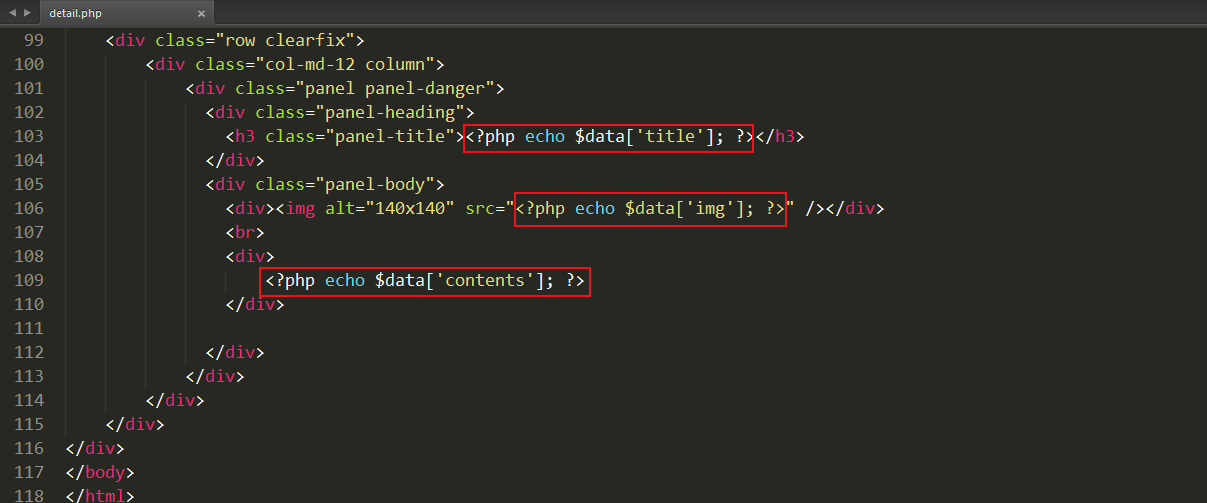 detail.php ×
99 <div class="row clearfix">
100 <div class="col-md-12 column">
101 <div class="panel panel-danger">
102 <div class="panel-heading">
103 <h3 class="panel-title"><?php echo $data['title']; ?></h3>
104 </div>
105 <div class="panel-body">
106 <div><img alt="140x140" src="<?php echo $data['img']; ?>" /></div>
107 <br>
108 <div>
109 <?php echo $data['contents']; ?>
110 </div>
111
112 </div>
113 </div>
114 </div>
115 </div>
116 </div>
117 </body>
118 </html>